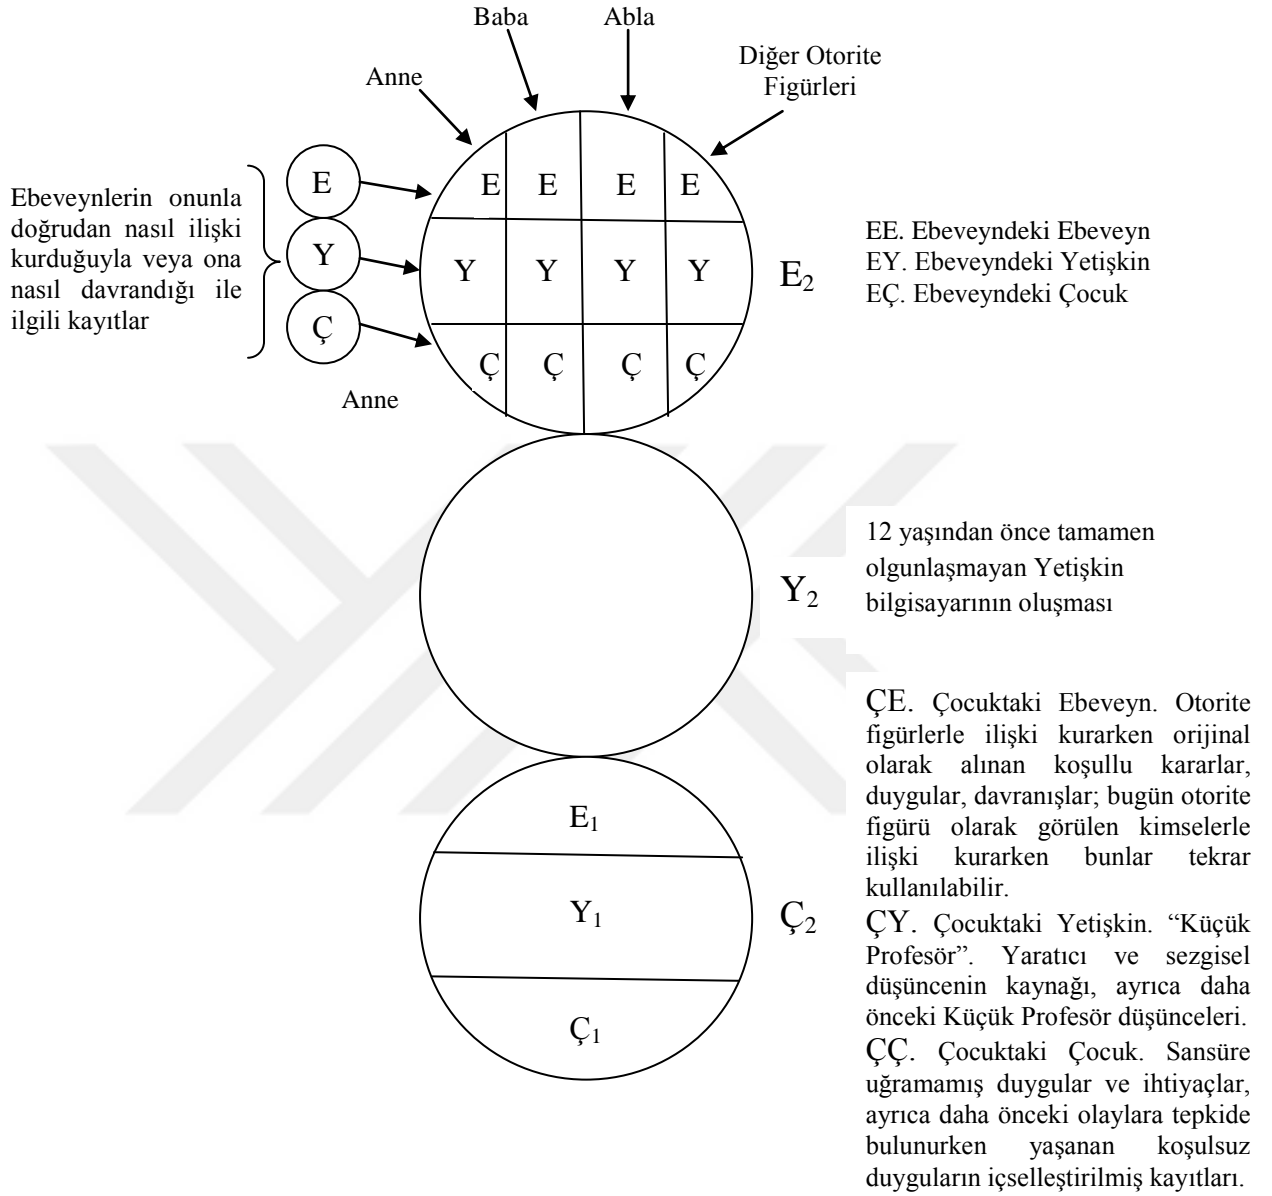 Baba
Abla
Anne
Diğer Otorite
Figürleri
Ebeveynlerin onunla
doğrudan nasıl ilişki
kurduğuyla veya ona
nasıl davrandığı ile
ilgili kayıtlar
E
Y
Ç
Anne
E E E E
Y Y Y Y
Ç Ç Ç Ç
E2
EE. Ebeveyndeki Ebeveyn
EY. Ebeveyndeki Yetişkin
EÇ. Ebeveyndeki Çocuk
Y2
12 yaşından önce tamamen
olgunlaşmayan Yetişkin
bilgisayarının oluşması
E1
Y1
Ç1
Ç2
ÇE. Çocuktaki Ebeveyn. Otorite
figürlerle ilişki kurarken orijinal
olarak alınan koşullu kararlar,
duygular, davranışlar; bugün otorite
figürü olarak görülen kimselerle
ilişki kurarken bunlar tekrar
kullanılabilir.
ÇY. Çocuktaki Yetişkin. “Küçük
Profesör”. Yaratıcı ve sezgisel
düşüncenin kaynağı, ayrıca daha
önceki Küçük Profesör düşünceleri.
ÇÇ. Çocuktaki Çocuk. Sansüre
uğramamış duygular ve ihtiyaçlar,
ayrıca daha önceki olaylara tepkide
bulunurken yaşanan koşulsuz
duyguların içselleştirilmiş kayıtları.